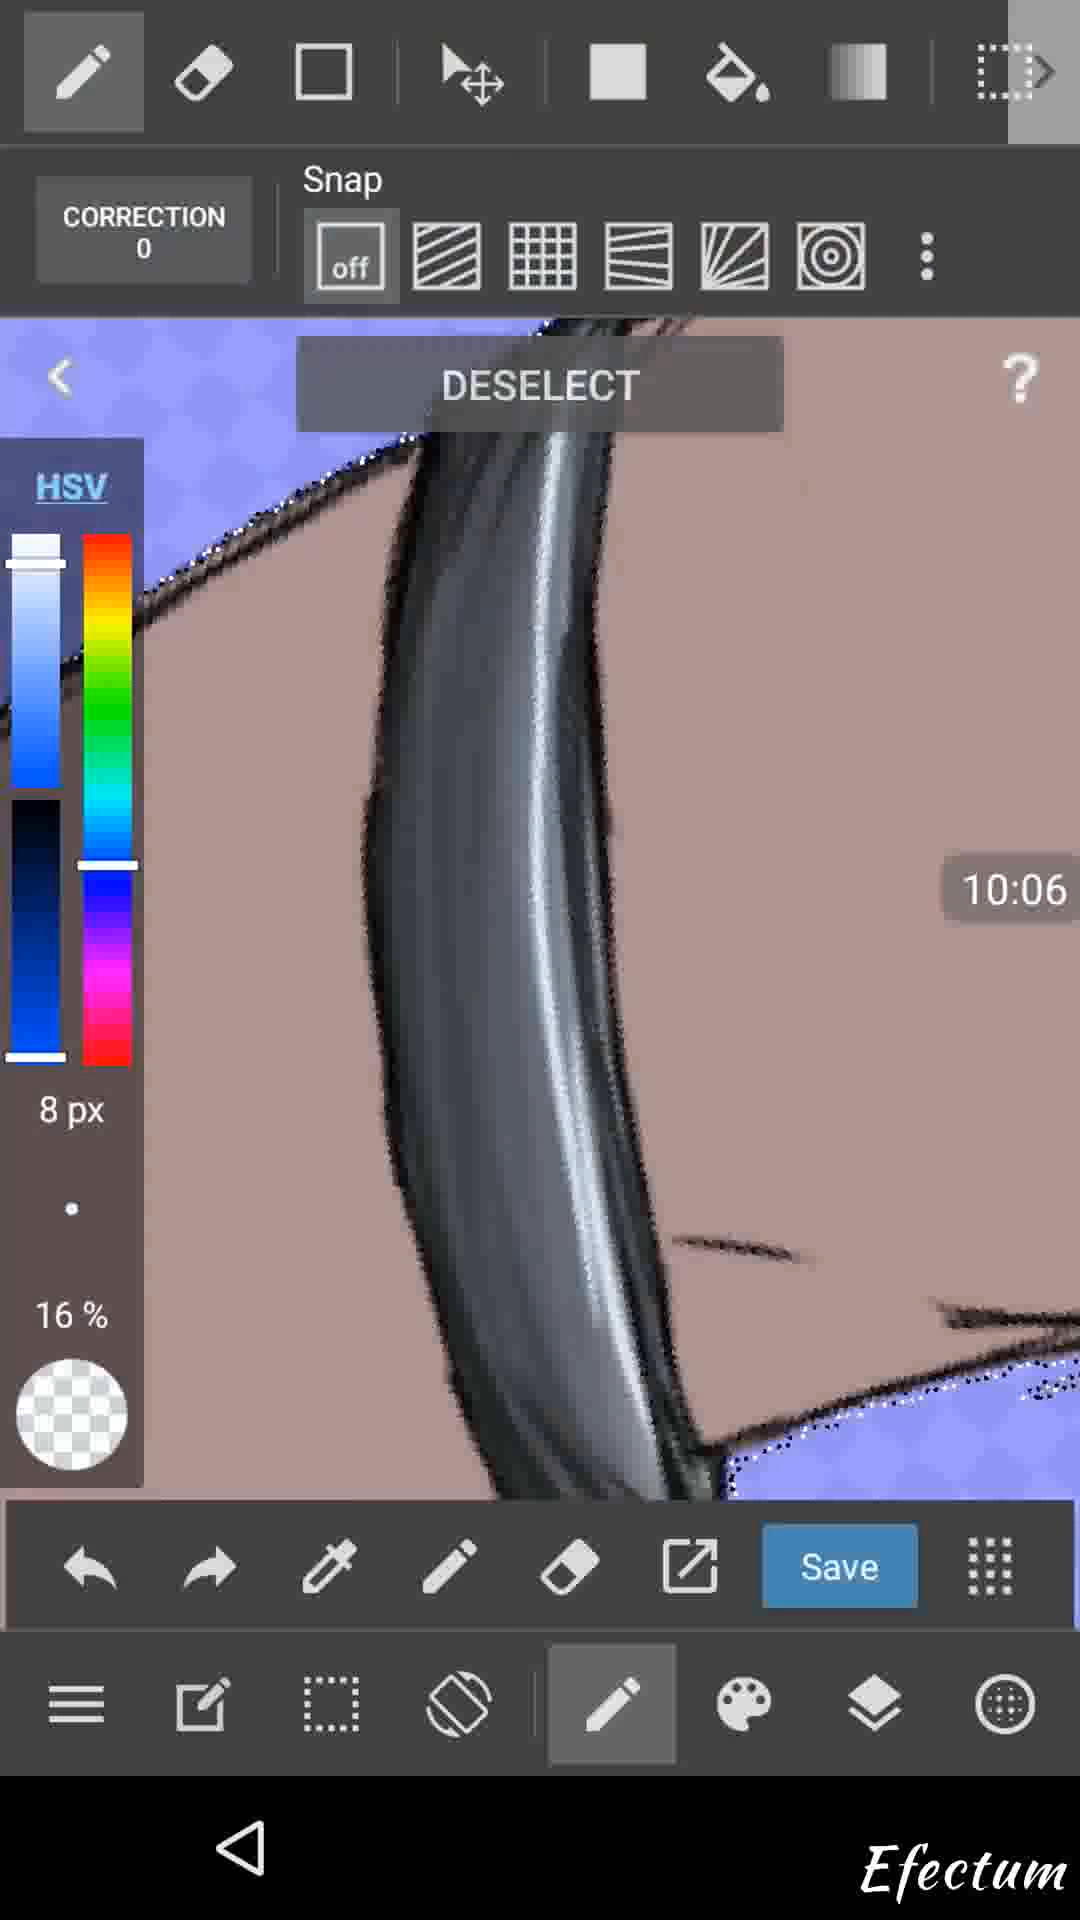 CORRECTION
0
Snap
off
DESELECT
?
HSV
10:06
8 px
16 %
Save
Efectum